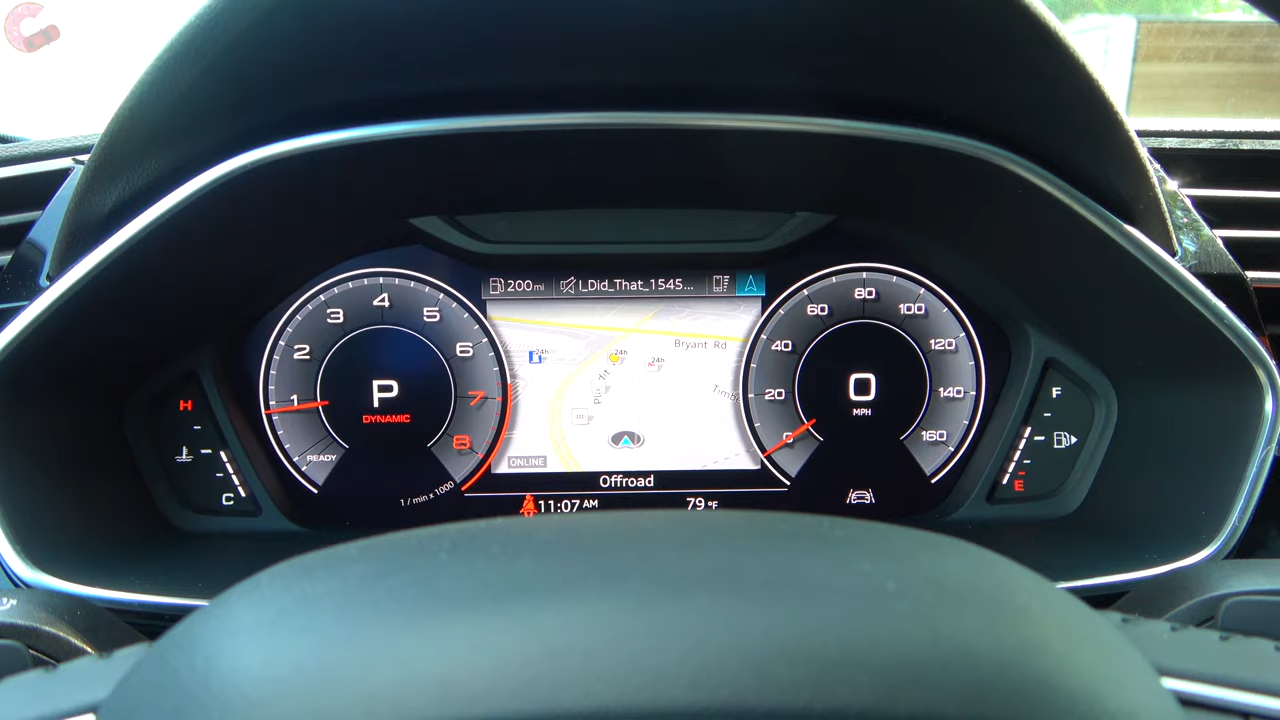 200 mi I_Did_That_1545...
4
3
5
2
6
1
7
8
READY
1 / min x 1000
P
DYNAMIC
24h
24h
24h
Bryant Rd
ONLINE
Offroad
11:07 AM
79 °F
80
60
100
40
120
20
140
0
160
0
MPH
H
C
F
E